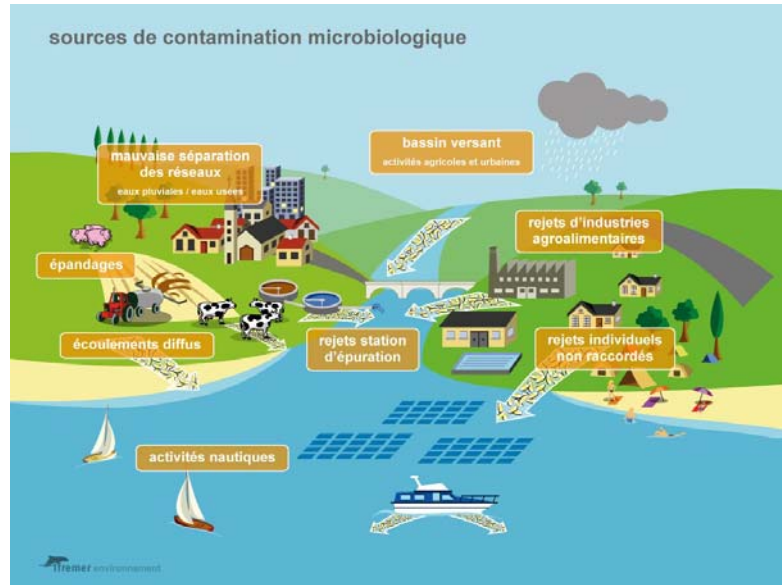 sources de contamination microbiologique
mauvaise séparation
des réseaux
eaux pluviales / eaux usées
bassin versant
activités agricoles et urbaines
rejets d'industries
agroalimentaires
épandages
écoulements diffus
rejets station
d'épuration
rejets individuels
non raccordés
activités nautiques
ifremer environnement